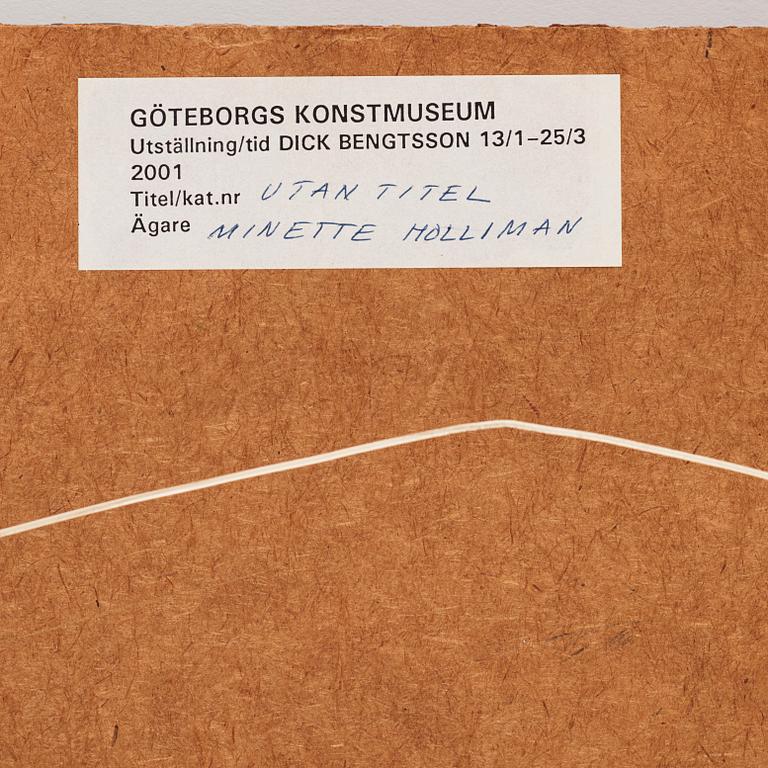 GÖTEBORGS KONSTMUSEUM
Utställning/tid DICK BENGTSSON 13/1–25/3
2001
Titel/kat.nr UTAN TITEL
Ägare MINETTE HOLLIMAN